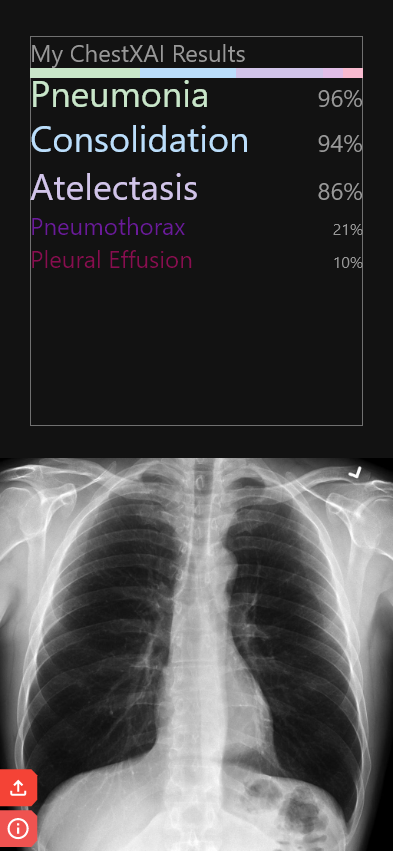 My ChestXAI Results
Pneumonia 96%
Consolidation 94%
Atelectasis 86%
Pneumothorax 21%
Pleural Effusion 10%